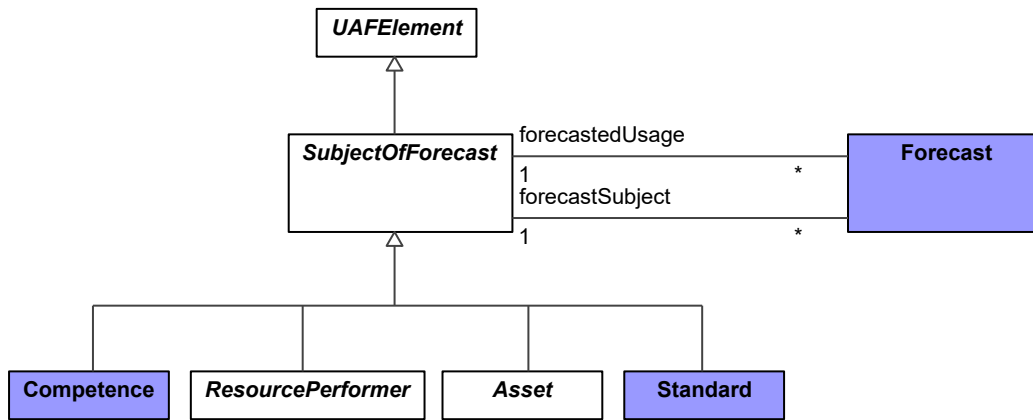 UAFElement
SubjectOfForecast
forecastedUsage
Forecast
1
*
forecastSubject
1
*
Competence
ResourcePerformer
Asset
Standard